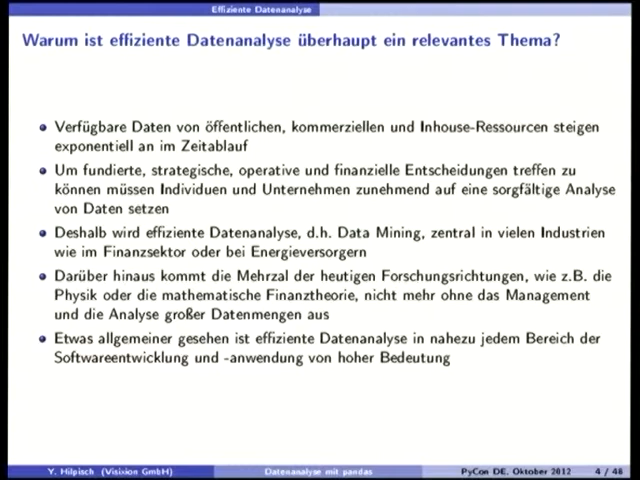 Effiziente Datenanalyse
Warum ist effiziente Datenanalyse überhaupt ein relevantes Thema?
Verfügbare Daten von öffentlichen, kommerziellen und Inhouse-Ressourcen steigen
exponentiell an im Zeitablauf
Um fundierte, strategische, operative und finanzielle Entscheidungen treffen zu
können müssen Individuen und Unternehmen zunehmend auf eine sorgfältige Analyse
von Daten setzen
Deshalb wird effiziente Datenanalyse, d.h. Data Mining, zentral in vielen Industrien
wie im Finanzsektor oder bei Energieversorgern
Darüber hinaus kommt die Mehrzal der heutigen Forschungsrichtungen, wie z.B. die
Physik oder die mathematische Finanztheorie, nicht mehr ohne das Management
und die Analyse großer Datenmengen aus
Etwas allgemeiner gesehen ist effiziente Datenanalyse in nahezu jedem Bereich der
Softwareentwicklung und -anwendung von hoher Bedeutung
Y. Hilpisch (Visixion GmbH) Datenanalyse mit pandas PyCon DE, Oktober 2012 4 / 48